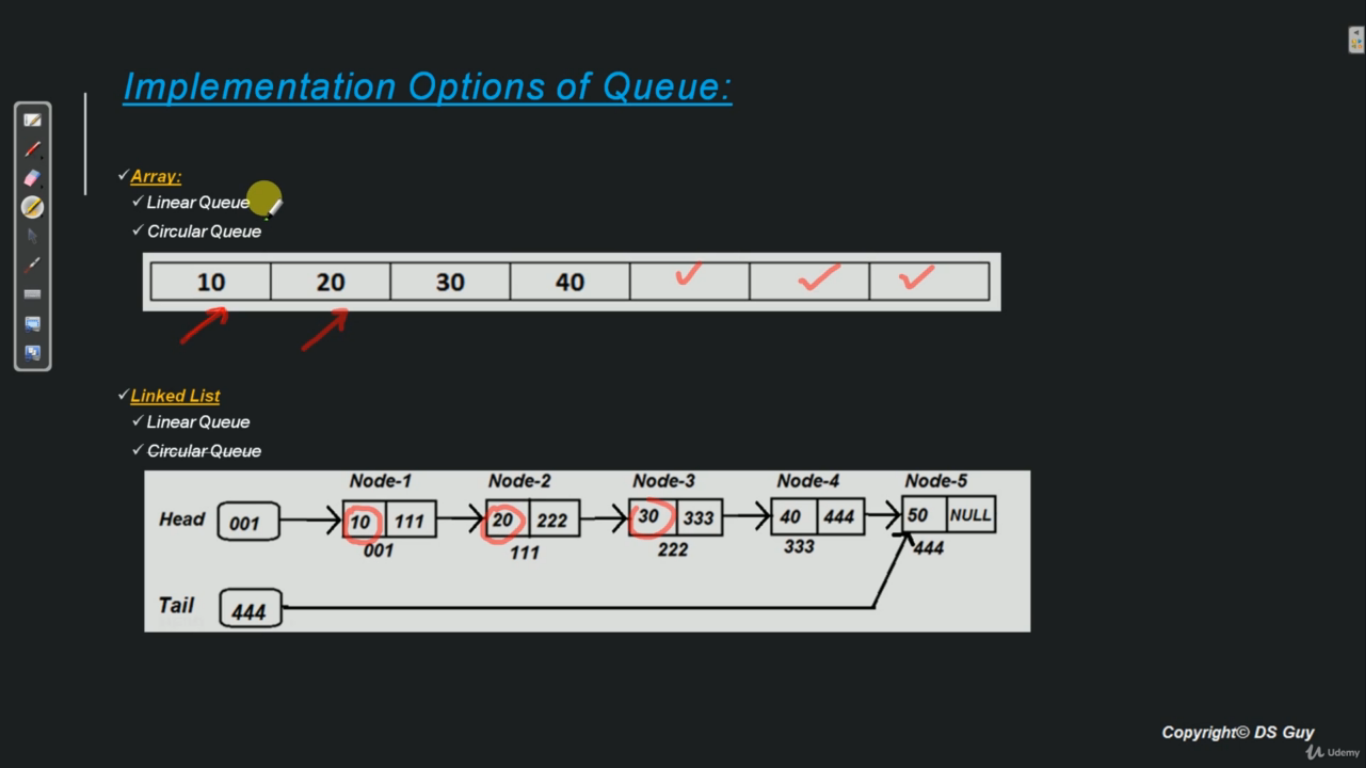 Implementation Options of Queue:
Array:
Linear Queue
Circular Queue
10 20 30 40
Linked List
Linear Queue
Circular Queue
Node-1 Node-2 Node-3 Node-4 Node-5
Head 001 10 111 20 222 30 333 40 444 50 NULL
001 111 222 333 444
Tail 444
Copyright© DS Guy
Udemy